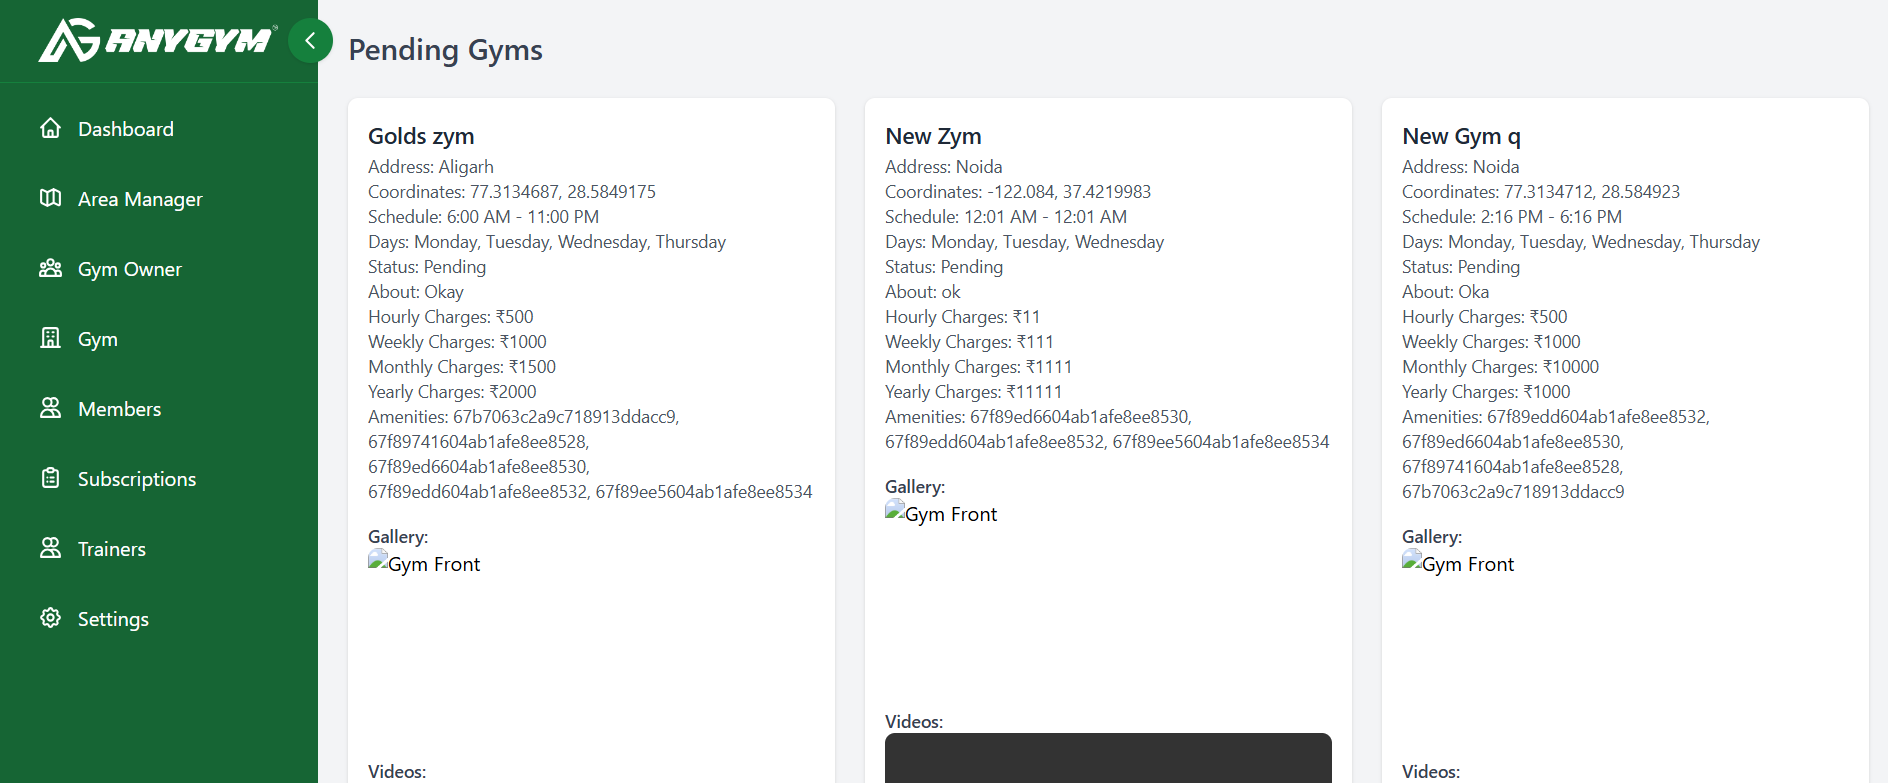 ANYGYM
Pending Gyms
Dashboard
Area Manager
Gym Owner
Gym
Members
Subscriptions
Trainers
Settings
Golds zym
Address: Aligarh
Coordinates: 77.3134687, 28.5849175
Schedule: 6:00 AM - 11:00 PM
Days: Monday, Tuesday, Wednesday, Thursday
Status: Pending
About: Okay
Hourly Charges: ₹500
Weekly Charges: ₹1000
Monthly Charges: ₹1500
Yearly Charges: ₹2000
Amenities: 67b7063c2a9c718913ddacc9,
67f89741604ab1afe8ee8528,
67f89ed6604ab1afe8ee8530,
67f89edd604ab1afe8ee8532, 67f89ee5604ab1afe8ee8534
Gallery:
Gym Front
Videos:
New Zym
Address: Noida
Coordinates: -122.084, 37.4219983
Schedule: 12:01 AM - 12:01 AM
Days: Monday, Tuesday, Wednesday
Status: Pending
About: ok
Hourly Charges: ₹11
Weekly Charges: ₹111
Monthly Charges: ₹1111
Yearly Charges: ₹11111
Amenities: 67f89ed6604ab1afe8ee8530,
67f89edd604ab1afe8ee8532, 67f89ee5604ab1afe8ee8534
Gallery:
Gym Front
Videos:
New Gym q
Address: Noida
Coordinates: 77.3134712, 28.584923
Schedule: 2:16 PM - 6:16 PM
Days: Monday, Tuesday, Wednesday, Thursday
Status: Pending
About: Oka
Hourly Charges: ₹500
Weekly Charges: ₹1000
Monthly Charges: ₹10000
Yearly Charges: ₹1000
Amenities: 67f89edd604ab1afe8ee8532,
67f89ed6604ab1afe8ee8530,
67f89741604ab1afe8ee8528,
67b7063c2a9c718913ddacc9
Gallery:
Gym Front
Videos: